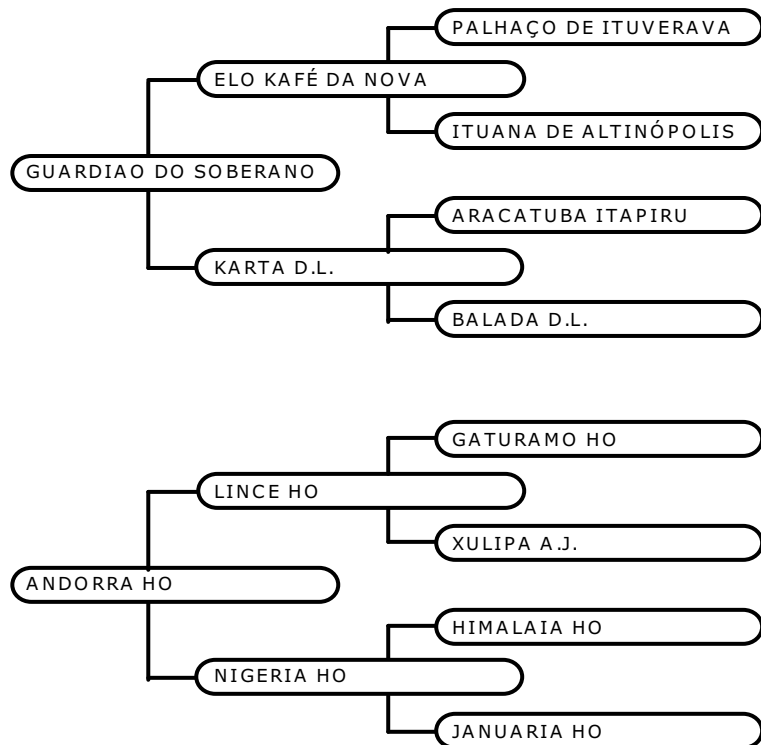 PALHAÇO DE ITUVERAVA
ELO KAFÉ DA NOVA
ITUANA DE ALTINÓPOLIS
GUARDIAO DO SOBERANO
ARACATUBA ITAPIRU
KARTA D.L.
BALADA D.L.
GATURAMO HO
LINCE HO
XULIPA A.J.
ANDORRA HO
HIMALAIA HO
NIGERIA HO
JANUARIA HO